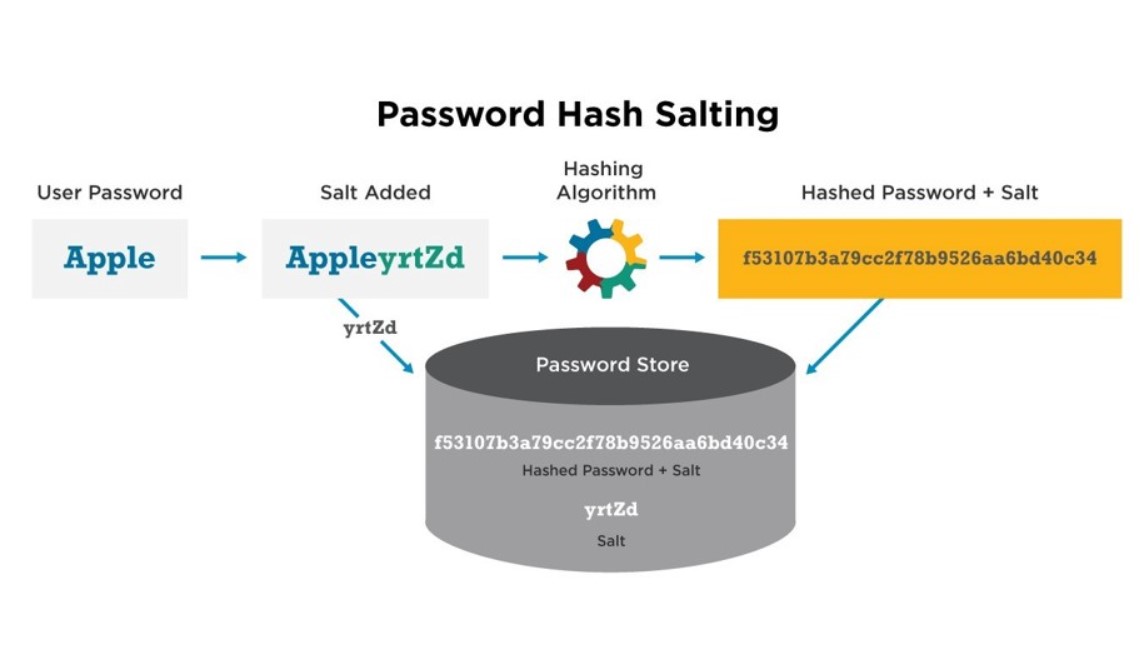 Password Hash Salting
User Password
Salt Added
Hashing
Algorithm
Hashed Password + Salt
Apple
AppleyrtZd
f53107b3a79cc2f78b9526aa6bd40c34
yrtZd
Password Store
f53107b3a79cc2f78b9526aa6bd40c34
Hashed Password + Salt
yrtZd
Salt